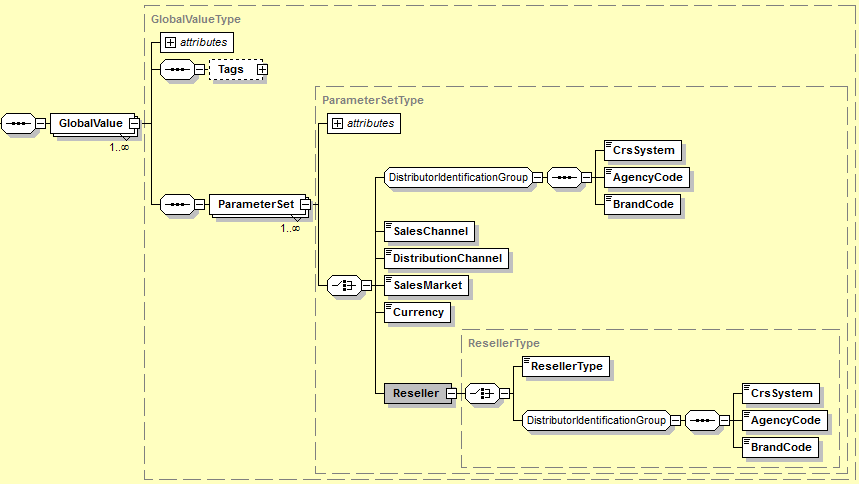 GlobalValueType
attributes
Tags
ParameterSetType
GlobalValue
attributes
1..∞
CrsSystem
DistributorIdentificationGroup
AgencyCode
ParameterSet
BrandCode
1..∞
SalesChannel
DistributionChannel
SalesMarket
Currency
ResellerType
ResellerType
Reseller
CrsSystem
DistributorIdentificationGroup
AgencyCode
BrandCode